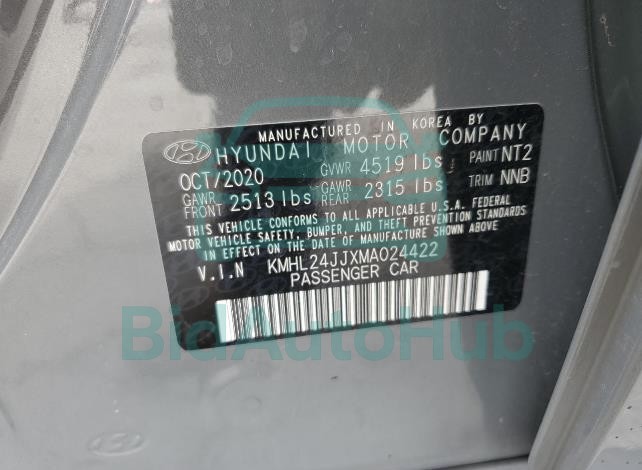 MANUFACTURED IN KOREA BY
HYUNDAI MOTOR COMPANY
OCT/2020 GVWR 4519 lbs PAINT NT2
GAWR FRONT 2513 lbs GAWR REAR 2315 lbs TRIM NNB
THIS VEHICLE CONFORMS TO ALL APPLICABLE U.S.A. FEDERAL
MOTOR VEHICLE SAFETY, BUMPER, AND THEFT PREVENTION STANDARDS
IN EFFECT ON THE DATE OF MANUFACTURE SHOWN ABOVE.
V.I.N KMHL24JJXMA024422
PASSENGER CAR
BidAutoHub